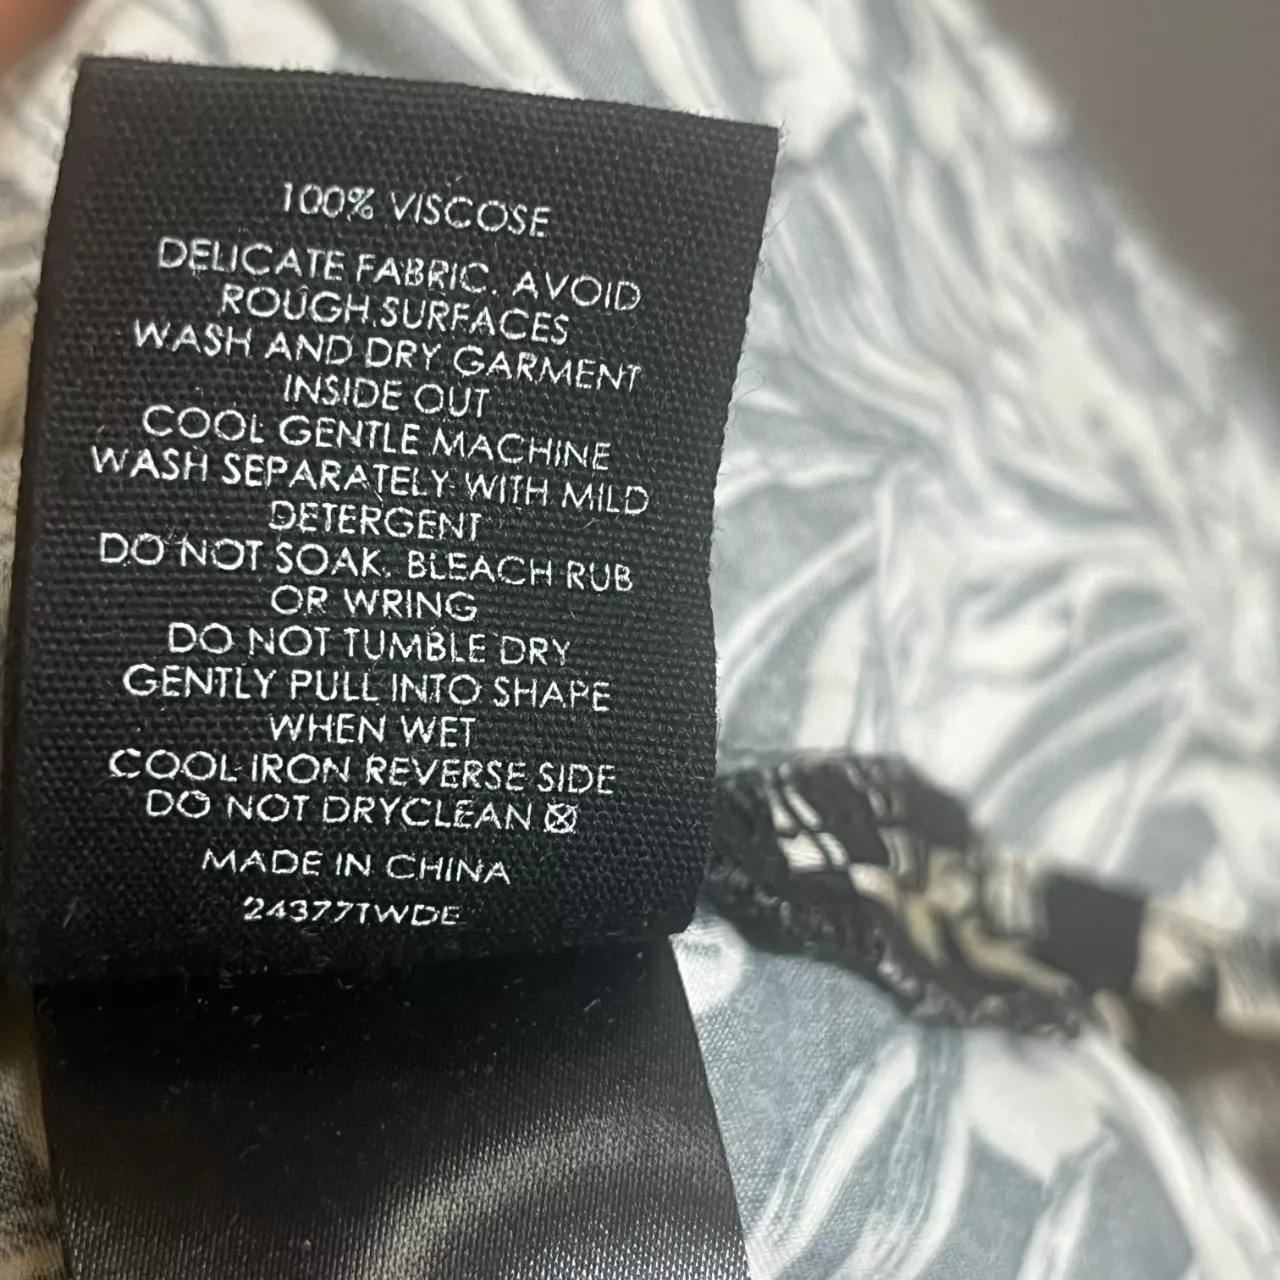 100% VISCOSE
DELICATE FABRIC. AVOID
ROUGH SURFACES
WASH AND DRY GARMENT
INSIDE OUT
COOL GENTLE MACHINE
WASH SEPARATELY WITH MILD
DETERGENT
DO NOT SOAK, BLEACH RUB
OR WRING
DO NOT TUMBLE DRY
GENTLY PULL INTO SHAPE
WHEN WET
COOL IRON REVERSE SIDE
DO NOT DRYCLEAN
MADE IN CHINA
24377TWDE